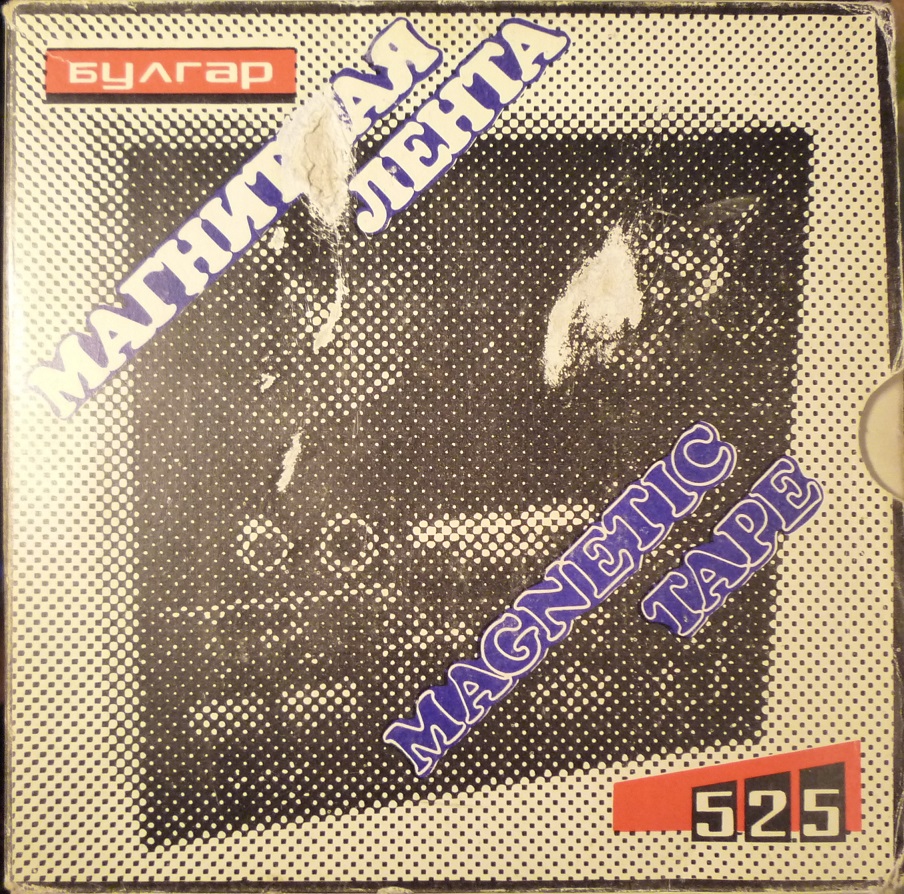 Булгар
МАГНИТНАЯ
ЛЕНТА
MAGNETIC
TAPE
525